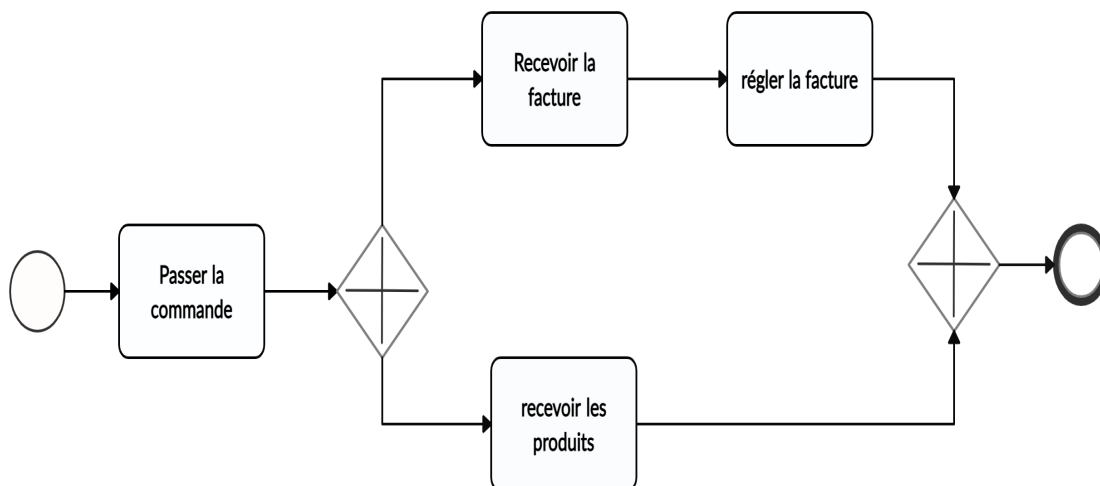 Recevoir la
facture
régler la facture
Passer la
commande
recevoir les
produits